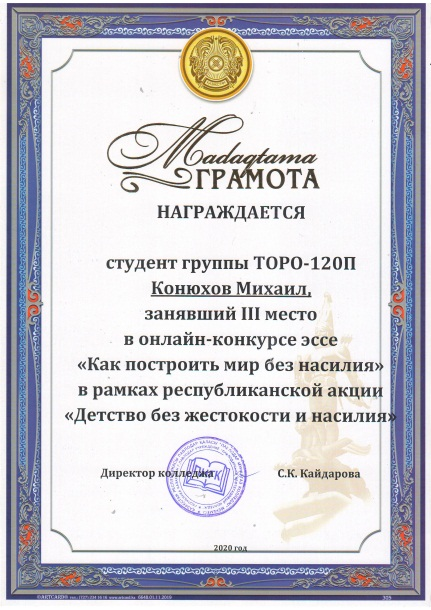 Madaqtama
ГРАМОТА
НАГРАЖДАЕТСЯ
студент группы ТОРО-120П
Конюхов Михаил,
занявший III место
в онлайн-конкурсе эссе
«Как построить мир без насилия»
в рамках республиканской акции
«Детство без жестокости и насилия»
Директор колледжа С.К. Кайдарова
2020 год